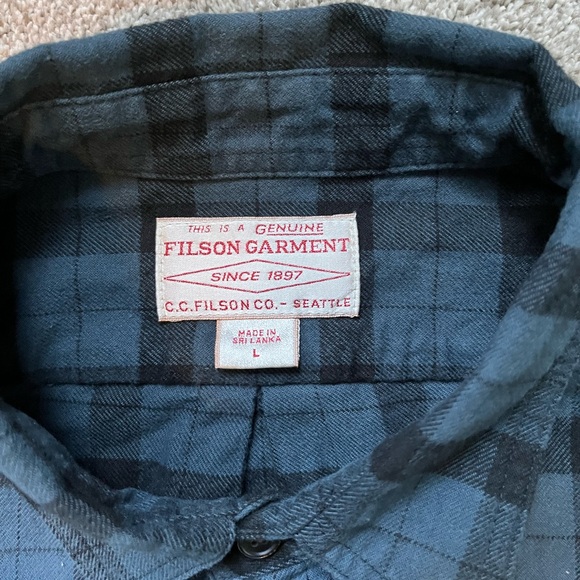 THIS IS A GENUINE
FILSON GARMENT
SINCE 1897
C.C.FILSON CO.- SEATTLE
MADE IN
SRI LANKA
L